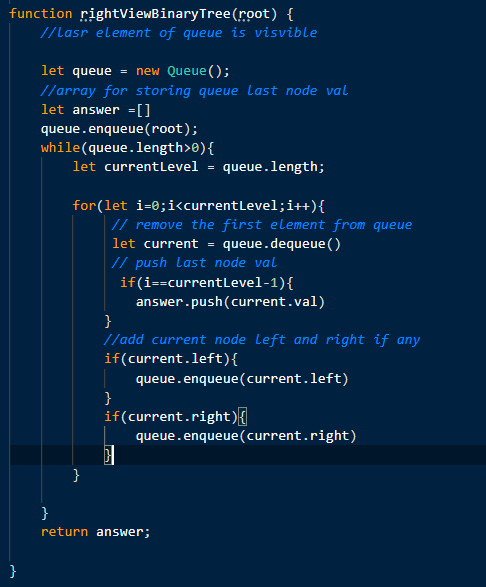 function rightViewBinaryTree(root) {
//lasr element of queue is visvible
let queue = new Queue();
//array for storing queue last node val
let answer =[]
queue.enqueue(root);
while(queue.length>0){
let currentLevel = queue.length;
for(let i=0;i<currentLevel;i++){
// remove the first element from queue
let current = queue.dequeue()
// push last node val
if(i==currentLevel-1){
answer.push(current.val)
}
//add current node left and right if any
if(current.left){
queue.enqueue(current.left)
}
if(current.right){
queue.enqueue(current.right)
}
}
}
return answer;
}